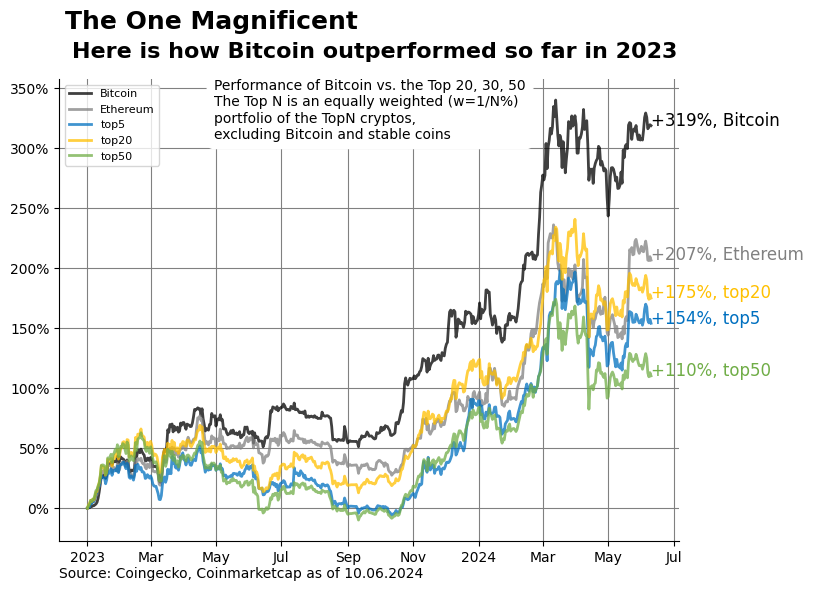 The One Magnificent
Here is how Bitcoin outperformed so far in 2023
350%
300%
250%
200%
150%
100%
50%
0%
Bitcoin
Ethereum
top5
top20
top50
Performance of Bitcoin vs. the Top 20, 30, 50
The Top N is an equally weighted (w=1/N%)
portfolio of the TopN cryptos,
excluding Bitcoin and stable coins
+319%, Bitcoin
+207%, Ethereum
+175%, top20
+154%, top5
+110%, top50
2023 Mar May Jul Sep Nov 2024 Mar May Jul
Source: Coingecko, Coinmarketcap as of 10.06.2024